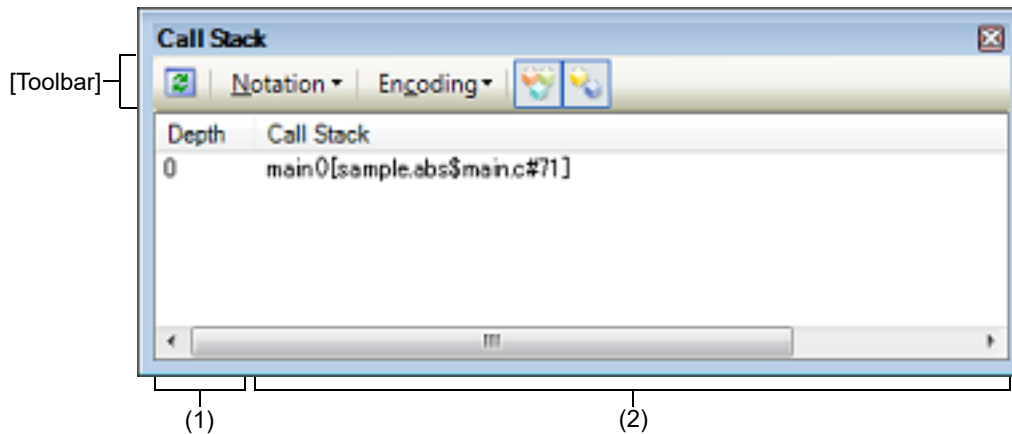 Call Stack
[Toolbar]
Notation
Encoding
Depth Call Stack
0 main()[sample.abs$main.c#71]
(1) (2)